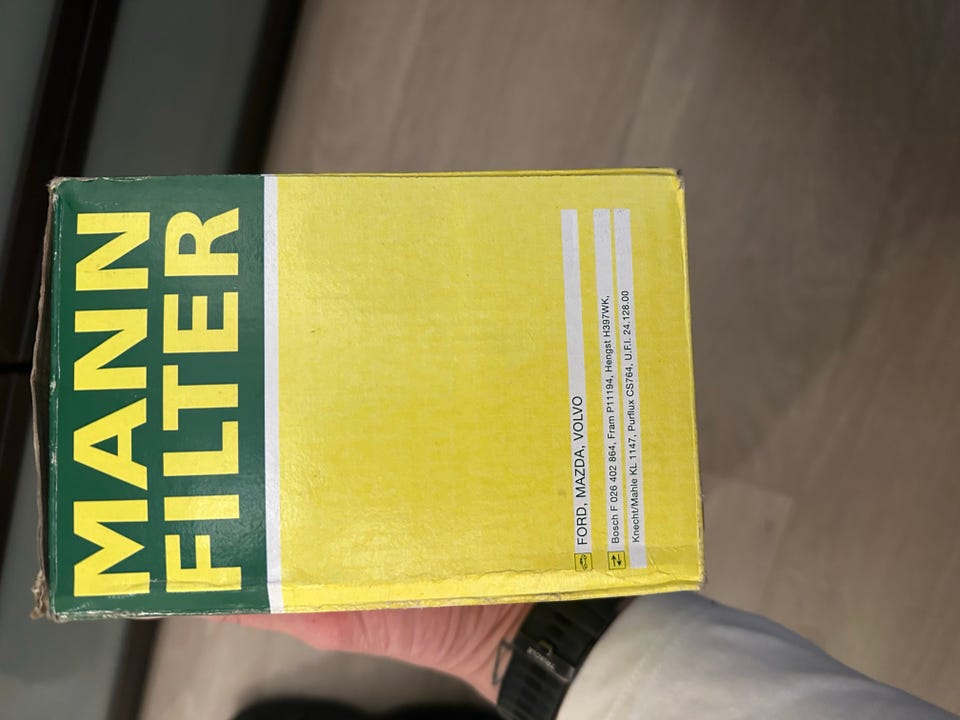 MANN
FILTER
FORD, MAZDA, VOLVO
Bosch F 026 402 864, Fram P11194, Hengst H397WK,
Knecht/Mahle KL 1147, Purflux CS764, U.F.I. 24.128.00